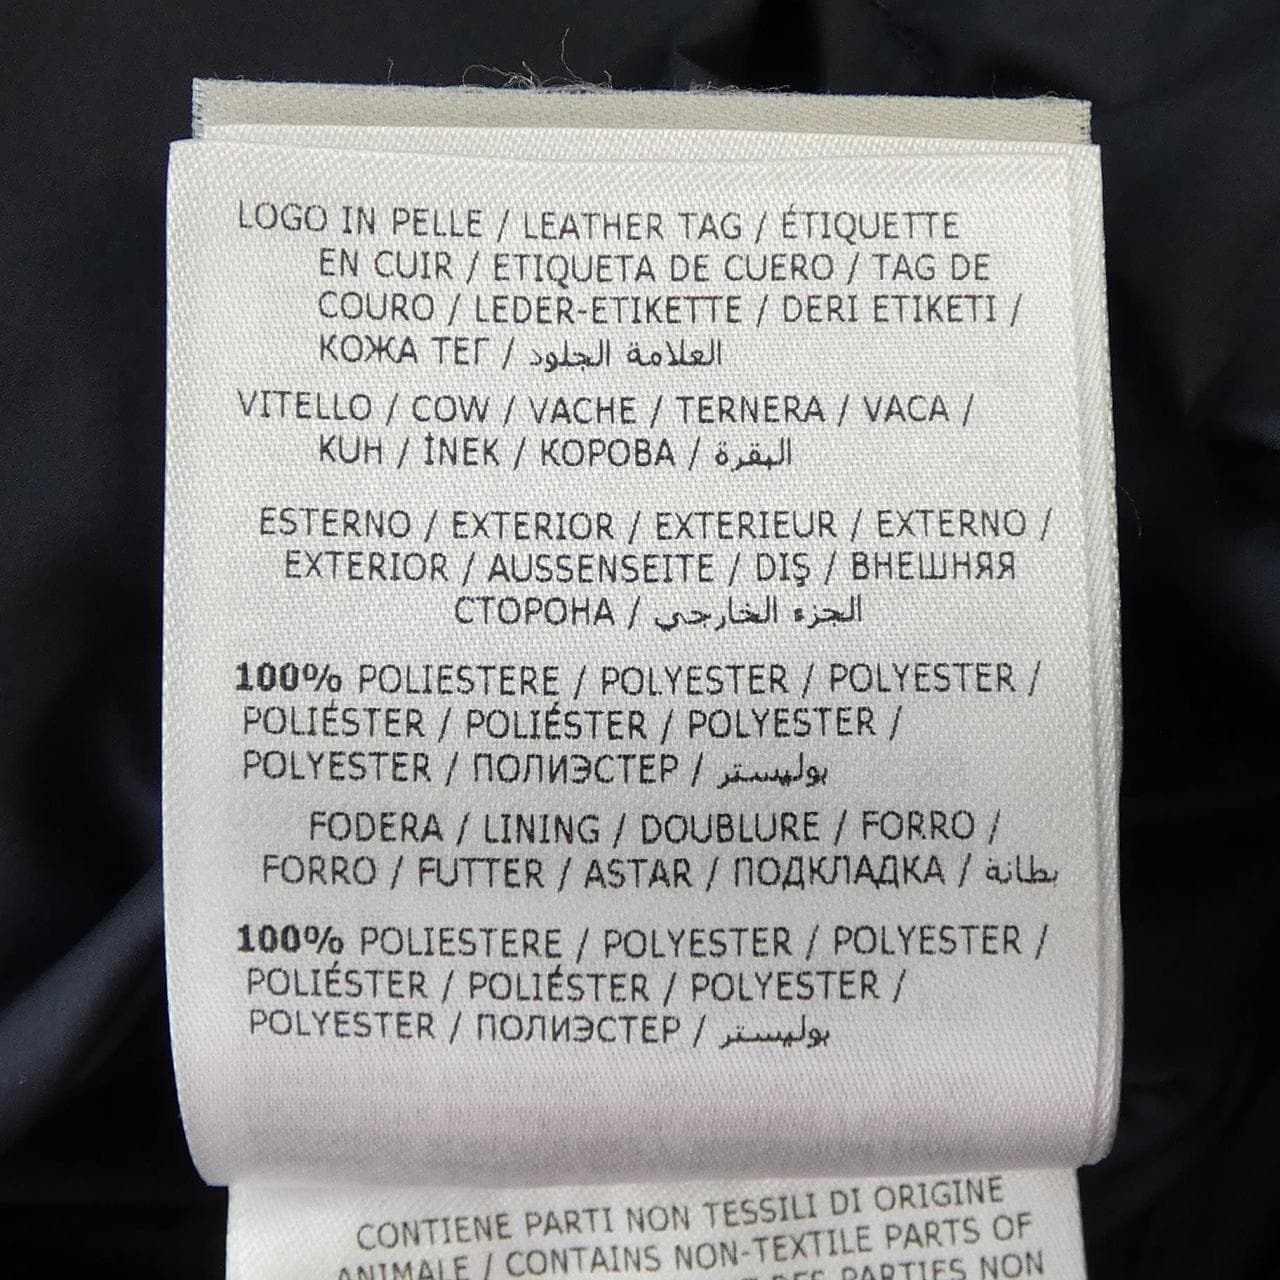 LOGO IN PELLE / LEATHER TAG / ÉTIQUETTE
EN CUIR / ETIQUETA DE CUERO / TAG DE
COURO / LEDER-ETIKETTE / DERI ETIKETI /
КОЖА ТЕГ / العلامة الجلود
VITELLO / COW / VACHE / TERNERA / VACA /
KUH / İNEK / КОРОВА / البقرة
ESTERNO / EXTERIOR / EXTERIEUR / EXTERNO /
EXTERIOR / AUSSENSEITE / DIŞ / ВНЕШНЯЯ
СТОРОНА / الجزء الخارجي
100% POLIESTERE / POLYESTER / POLYESTER /
POLIÉSTER / POLIÉSTER / POLYESTER /
POLYESTER / ПОЛИЭСТЕР / بوليستر
FODERA / LINING / DOUBLURE / FORRO /
FORRO / FUTTER / ASTAR / ПОДКЛАДКА / بطانة
100% POLIESTERE / POLYESTER / POLYESTER /
POLIÉSTER / POLIÉSTER / POLYESTER /
POLYESTER / ПОЛИЭСТЕР / بوليستر
CONTIENE PARTI NON TESSILI DI ORIGINE
ANIMALE / CONTAINS NON-TEXTILE PARTS OF
DES PARTIES NON